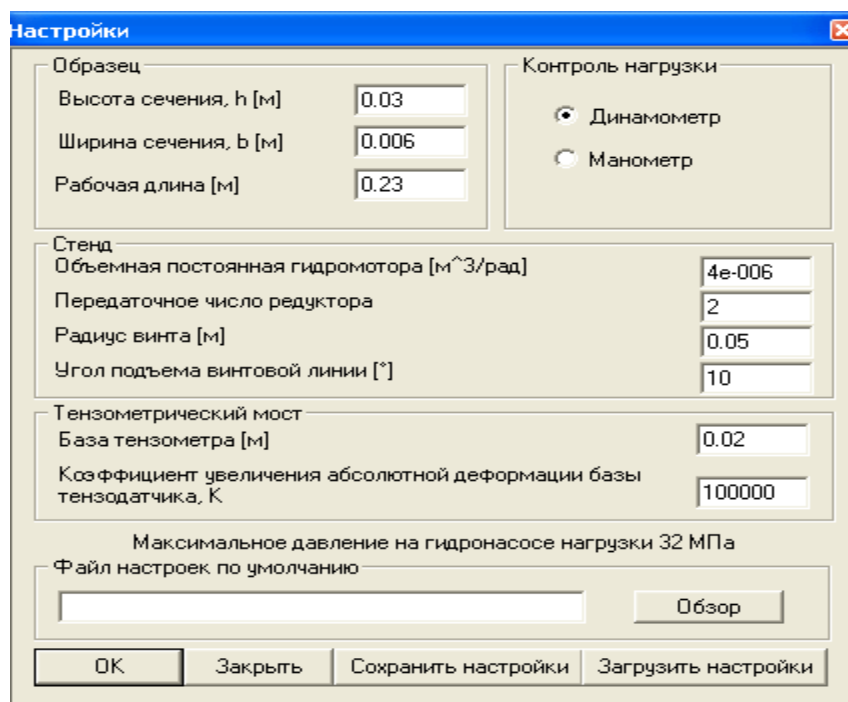 Настройки
Образец
Высота сечения, h [м]
0.03
Ширина сечения, b [м]
0.006
Рабочая длина [м]
0.23
Контроль нагрузки
Динамометр
Манометр
Стенд
Объемная постоянная гидромотора [м^3/рад]
4e-006
Передаточное число редуктора
2
Радиус винта [м]
0.05
Угол подъема винтовой линии [°]
10
Тензометрический мост
База тензометра [м]
0.02
Коэффициент увеличения абсолютной деформации базы
тензодатчика, К
100000
Максимальное давление на гидронасосе нагрузки 32 МПа
Файл настроек по умолчанию
Обзор
OK
Закрыть
Сохранить настройки
Загрузить настройки